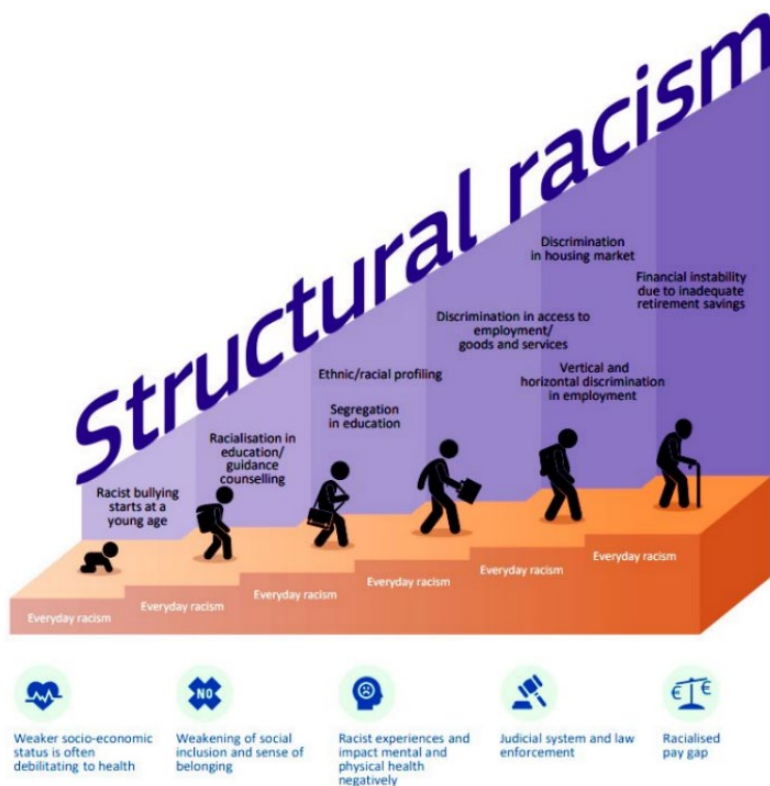 Structural racism
Racist bullying
starts at a
young age
Racialisation in
education/
guidance
counselling
Ethnic/racial profiling
Segregation
in education
Discrimination in access to
employment/
goods and services
Discrimination
in housing market
Vertical and
horizontal discrimination
in employment
Financial instability
due to inadequate
retirement savings
Everyday racism
Everyday racism
Everyday racism
Everyday racism
Everyday racism
Everyday racism
Weaker socio-economic
status is often
debilitating to health
NO
Weakening of social
inclusion and sense of
belonging
Racist experiences and
impact mental and
physical health
negatively
Judicial system and law
enforcement
€ €
Racialised
pay gap